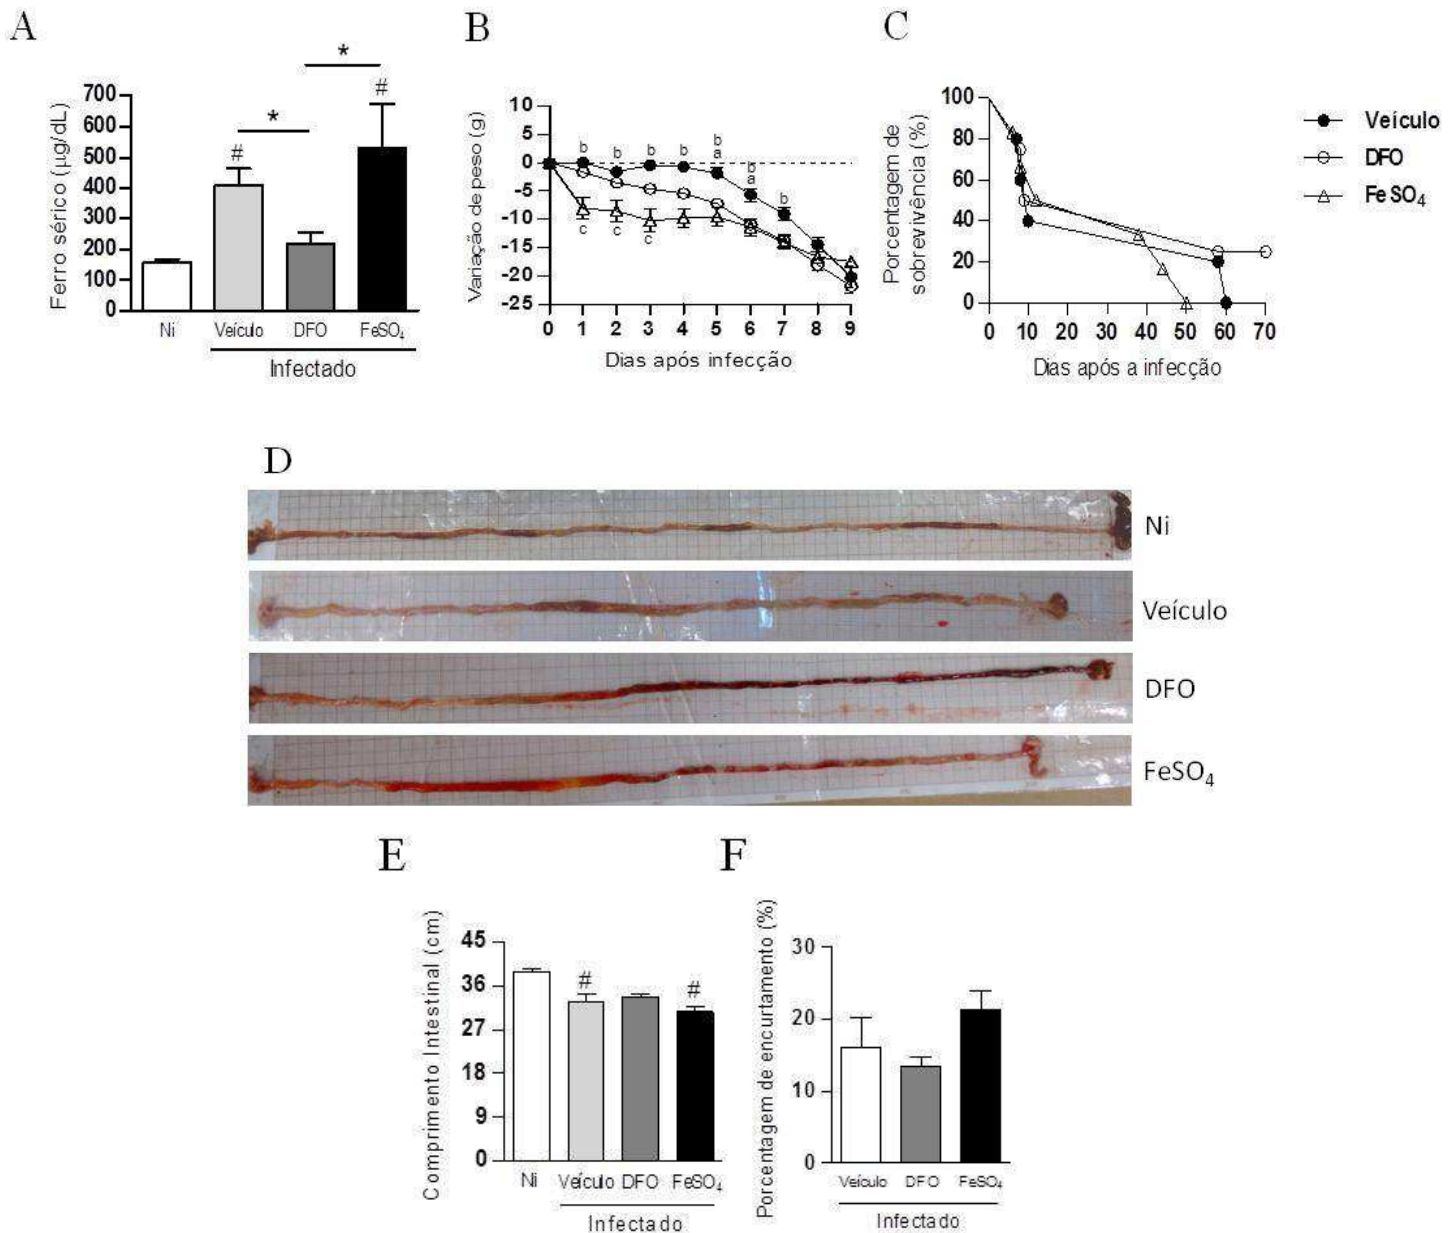 A
Ferro sérico (µg/dL)
700
600
500
400
300
200
100
0
#
*
*
#
Ni
Veículo
DFO
FeSO₄
Infectado
B
Variação de peso (g)
10
5
0
-5
-10
-15
-20
-25
b
b
b
b
b
a
b
a
b
c
c
c
0 1 2 3 4 5 6 7 8 9
Dias após infecção
C
Porcentagem de
sobrevivência (%)
100
80
60
40
20
0
0 10 20 30 40 50 60 70
Dias após a infecção
Veículo
DFO
FeSO₄
D
Ni
Veículo
DFO
FeSO₄
E
Comprimento Intestinal (cm)
45
36
27
18
9
0
#
#
Ni
Veículo
DFO
FeSO₄
Infectado
F
Porcentagem de encurtamento (%)
30
20
10
0
Veículo
DFO
FeSO₄
Infectado